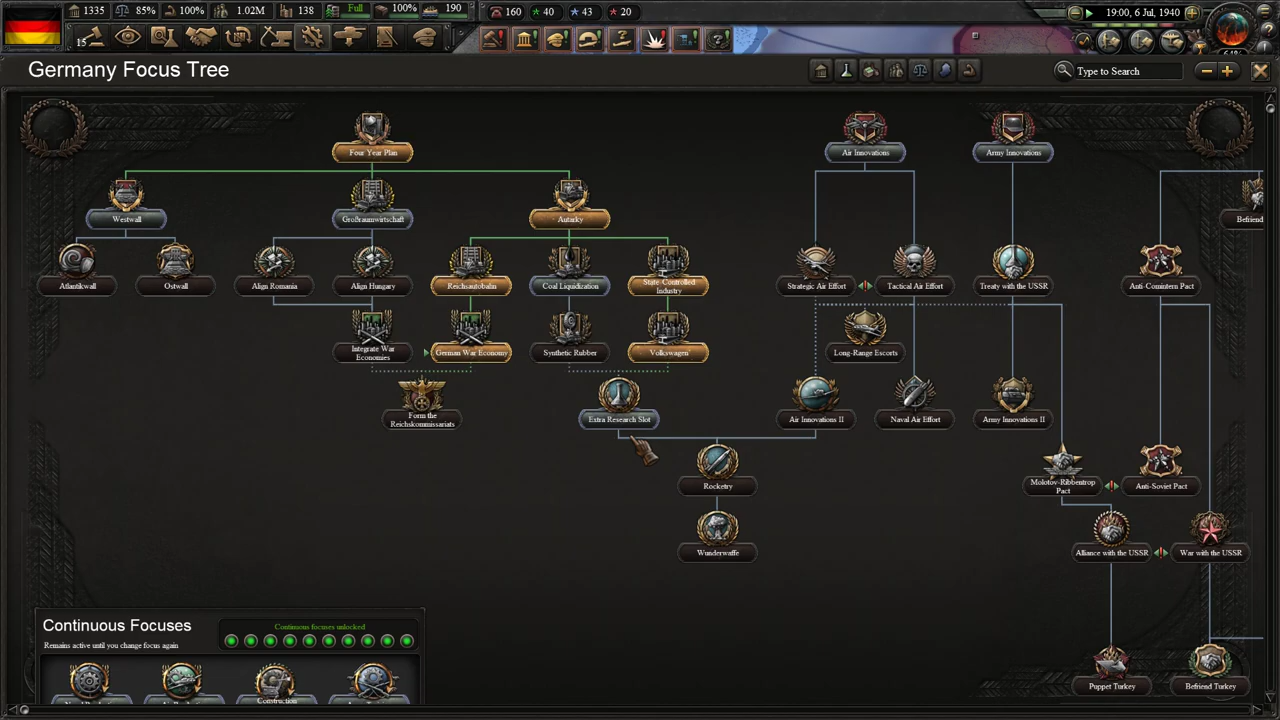 1335
85%
100%
1.02M
138
Full
100%
190
160
40
43
20
19:00, 6 Jul, 1940
15
Germany Focus Tree
Type to Search
Four Year Plan
Air Innovations
Army Innovations
Westwall
Großraumwirtschaft
Autarky
Befriend
Atlantikwall
Ostwall
Align Romania
Align Hungary
Reichsautobahn
Coal Liquidization
State-Controlled
Industry
Strategic Air Effort
Tactical Air Effort
Treaty with the USSR
Anti-Comintern Pact
Integrate War
Economies
German War Economy
Synthetic Rubber
Volkswagen
Long-Range Escorts
Form the
Reichskommissariats
Extra Research Slot
Air Innovations II
Naval Air Effort
Army Innovations II
Rocketry
Molotov-Ribbentrop
Pact
Anti-Soviet Pact
Wunderwaffe
Alliance with the USSR
War with the USSR
Continuous Focuses
Continuous focuses unlocked
Remains active until you change focus again
Puppet Turkey
Befriend Turkey
Construction